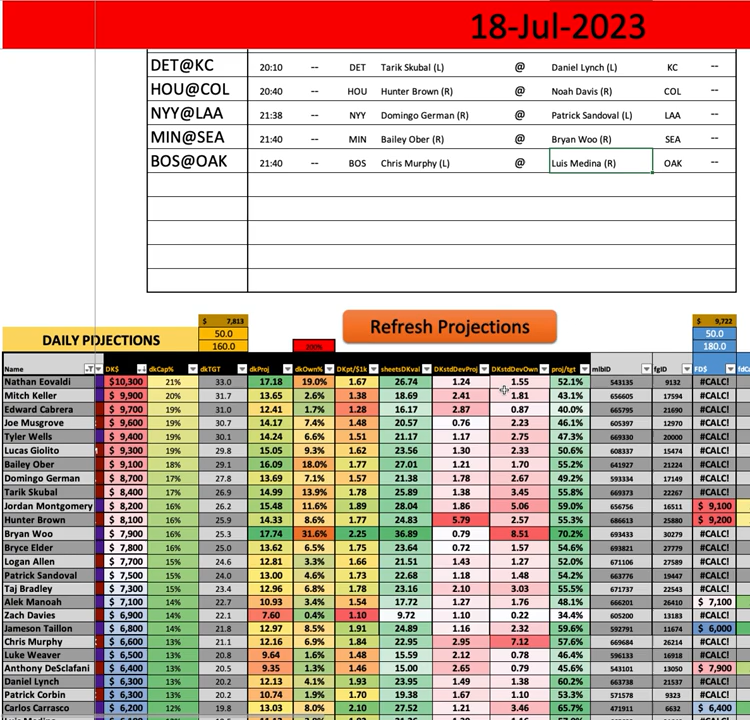 18-Jul-2023
DET@KC 20:10 -- DET Tarik Skubal (L) @ Daniel Lynch (L) KC --
HOU@COL 20:40 -- HOU Hunter Brown (R) @ Noah Davis (R) COL --
NYY@LAA 21:38 -- NYY Domingo German (R) @ Patrick Sandoval (L) LAA --
MIN@SEA 21:40 -- MIN Bailey Ober (R) @ Bryan Woo (R) SEA --
BOS@OAK 21:40 -- BOS Chris Murphy (L) @ Luis Medina (R) OAK --
$ 7,813 Refresh Projections $ 9,722
DAILY PDJECTIONS 50.0 50.0
160.0 200% 180.0
Name DK$ dkCap% dkTGT dkProj dkOwn% DKpt/$1k sheetsDKval DKstdDevProj DKstdDevOwn proj/tgt mlbID fgID FD$
Nathan Eovaldi $10,300 21% 33.0 17.18 19.0% 1.67 26.74 1.24 1.55 52.1% 543135 9132 #CALC!
Mitch Keller $ 9,900 20% 31.7 13.65 2.6% 1.38 18.69 2.41 1.81 43.1% 656605 17594 #CALC!
Edward Cabrera $ 9,700 19% 31.0 12.41 1.7% 1.28 16.17 2.87 0.87 40.0% 665795 21690 #CALC!
Joe Musgrove $ 9,600 19% 30.7 14.17 7.4% 1.48 20.57 0.76 2.23 46.1% 605397 12970 #CALC!
Tyler Wells $ 9,400 19% 30.1 14.24 6.6% 1.51 21.17 1.17 2.75 47.3% 669330 20000 #CALC!
Lucas Giolito $ 9,300 19% 29.8 15.05 9.3% 1.62 23.56 1.30 2.33 50.6% 608337 15474 #CALC!
Bailey Ober $ 9,100 18% 29.1 16.09 18.0% 1.77 27.01 1.21 1.70 55.2% 641927 21224 #CALC!
Domingo German $ 8,700 17% 27.8 13.69 7.1% 1.57 21.38 1.78 2.67 49.2% 593334 17149 #CALC!
Tarik Skubal $ 8,400 17% 26.9 14.99 13.9% 1.78 25.89 1.38 3.45 55.8% 669373 22267 #CALC!
Jordan Montgomery $ 8,200 16% 26.2 15.48 11.6% 1.89 28.04 1.86 5.06 59.0% 656756 16511 $ 9,100
Hunter Brown $ 8,100 16% 25.9 14.33 8.6% 1.77 24.83 5.79 2.57 55.3% 686613 25880 $ 9,200
Bryan Woo $ 7,900 16% 25.3 17.74 31.6% 2.25 36.89 0.79 8.51 70.2% 693433 30279 #CALC!
Bryce Elder $ 7,800 16% 25.0 13.62 6.5% 1.75 23.64 0.72 1.57 54.6% 693821 27779 #CALC!
Logan Allen $ 7,700 15% 24.6 12.81 3.3% 1.66 21.51 1.43 1.27 52.0% 671106 27589 #CALC!
Patrick Sandoval $ 7,500 15% 24.0 13.00 4.6% 1.73 22.68 1.18 1.48 54.2% 663776 19447 #CALC!
Taj Bradley $ 7,300 15% 23.4 12.96 6.8% 1.78 23.16 2.10 3.03 55.5% 671737 22543 #CALC!
Alek Manoah $ 7,100 14% 22.7 10.93 3.4% 1.54 17.72 1.27 1.76 48.1% 666201 26410 $ 7,100
Zach Davies $ 6,900 14% 22.1 7.60 0.4% 1.10 9.72 1.10 0.22 34.4% 605200 13183 #CALC!
Jameson Taillon $ 6,800 14% 21.8 12.97 8.5% 1.91 24.89 1.16 2.32 59.6% 592791 11674 $ 6,000
Chris Murphy $ 6,600 13% 21.1 12.16 6.9% 1.84 22.95 2.95 7.12 57.6% 669684 26214 #CALC!
Luke Weaver $ 6,500 13% 20.8 9.64 1.6% 1.48 15.59 2.12 0.78 46.4% 596133 16918 #CALC!
Anthony DeSclafani $ 6,400 13% 20.5 9.35 1.3% 1.46 15.00 2.65 0.79 45.6% 543101 13050 $ 7,900
Daniel Lynch $ 6,300 13% 20.2 12.13 4.1% 1.93 23.95 1.49 1.38 60.2% 663738 21537 #CALC!
Patrick Corbin $ 6,300 13% 20.2 10.74 1.9% 1.70 19.38 1.67 1.10 53.3% 571578 9323 #CALC!
Carlos Carrasco $ 6,200 12% 19.8 13.03 8.0% 2.10 27.52 1.21 3.46 65.7% 471911 6632 $ 6,400